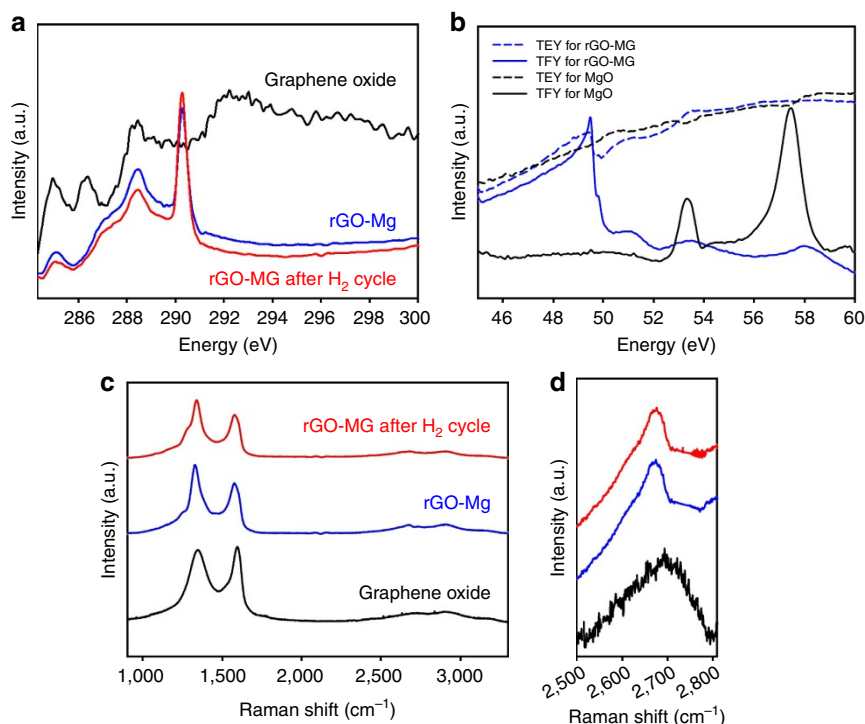 a
Intensity (a.u.)
Graphene oxide
rGO-Mg
rGO-MG after H₂ cycle
286 288 290 292 294 296 298 300
Energy (eV)
b
Intensity (a.u.)
TEY for rGO-MG
TFY for rGO-MG
TEY for MgO
TFY for MgO
46 48 50 52 54 56 58 60
Energy (eV)
c
Intensity (a.u.)
rGO-MG after H₂ cycle
rGO-Mg
Graphene oxide
1,000 1,500 2,000 2,500 3,000
Raman shift (cm⁻¹)
d
Intensity (a.u.)
2,500 2,600 2,700 2,800
Raman shift (cm⁻¹)